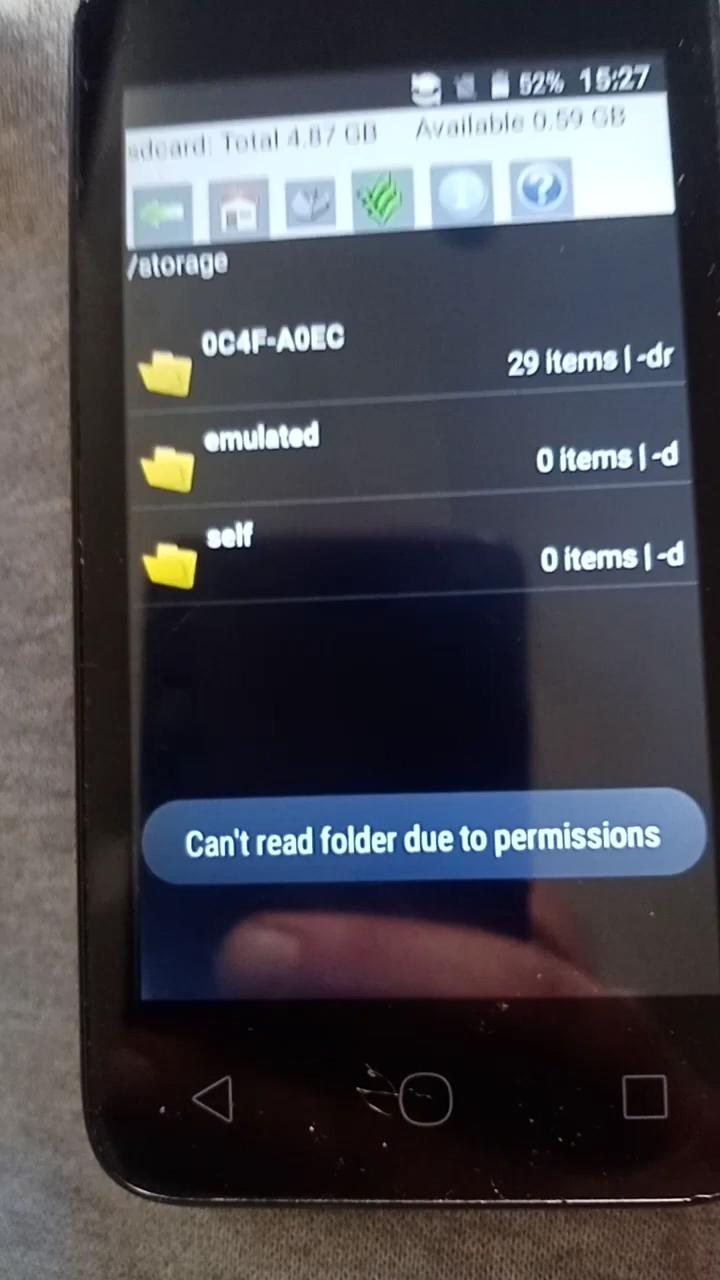 52% 15:27
sdcard: Total 4.87 GB Available 0.59 GB
/storage
0C4F-A0EC
29 items | -dr
emulated
0 items | -d
self
0 items | -d
Can't read folder due to permissions